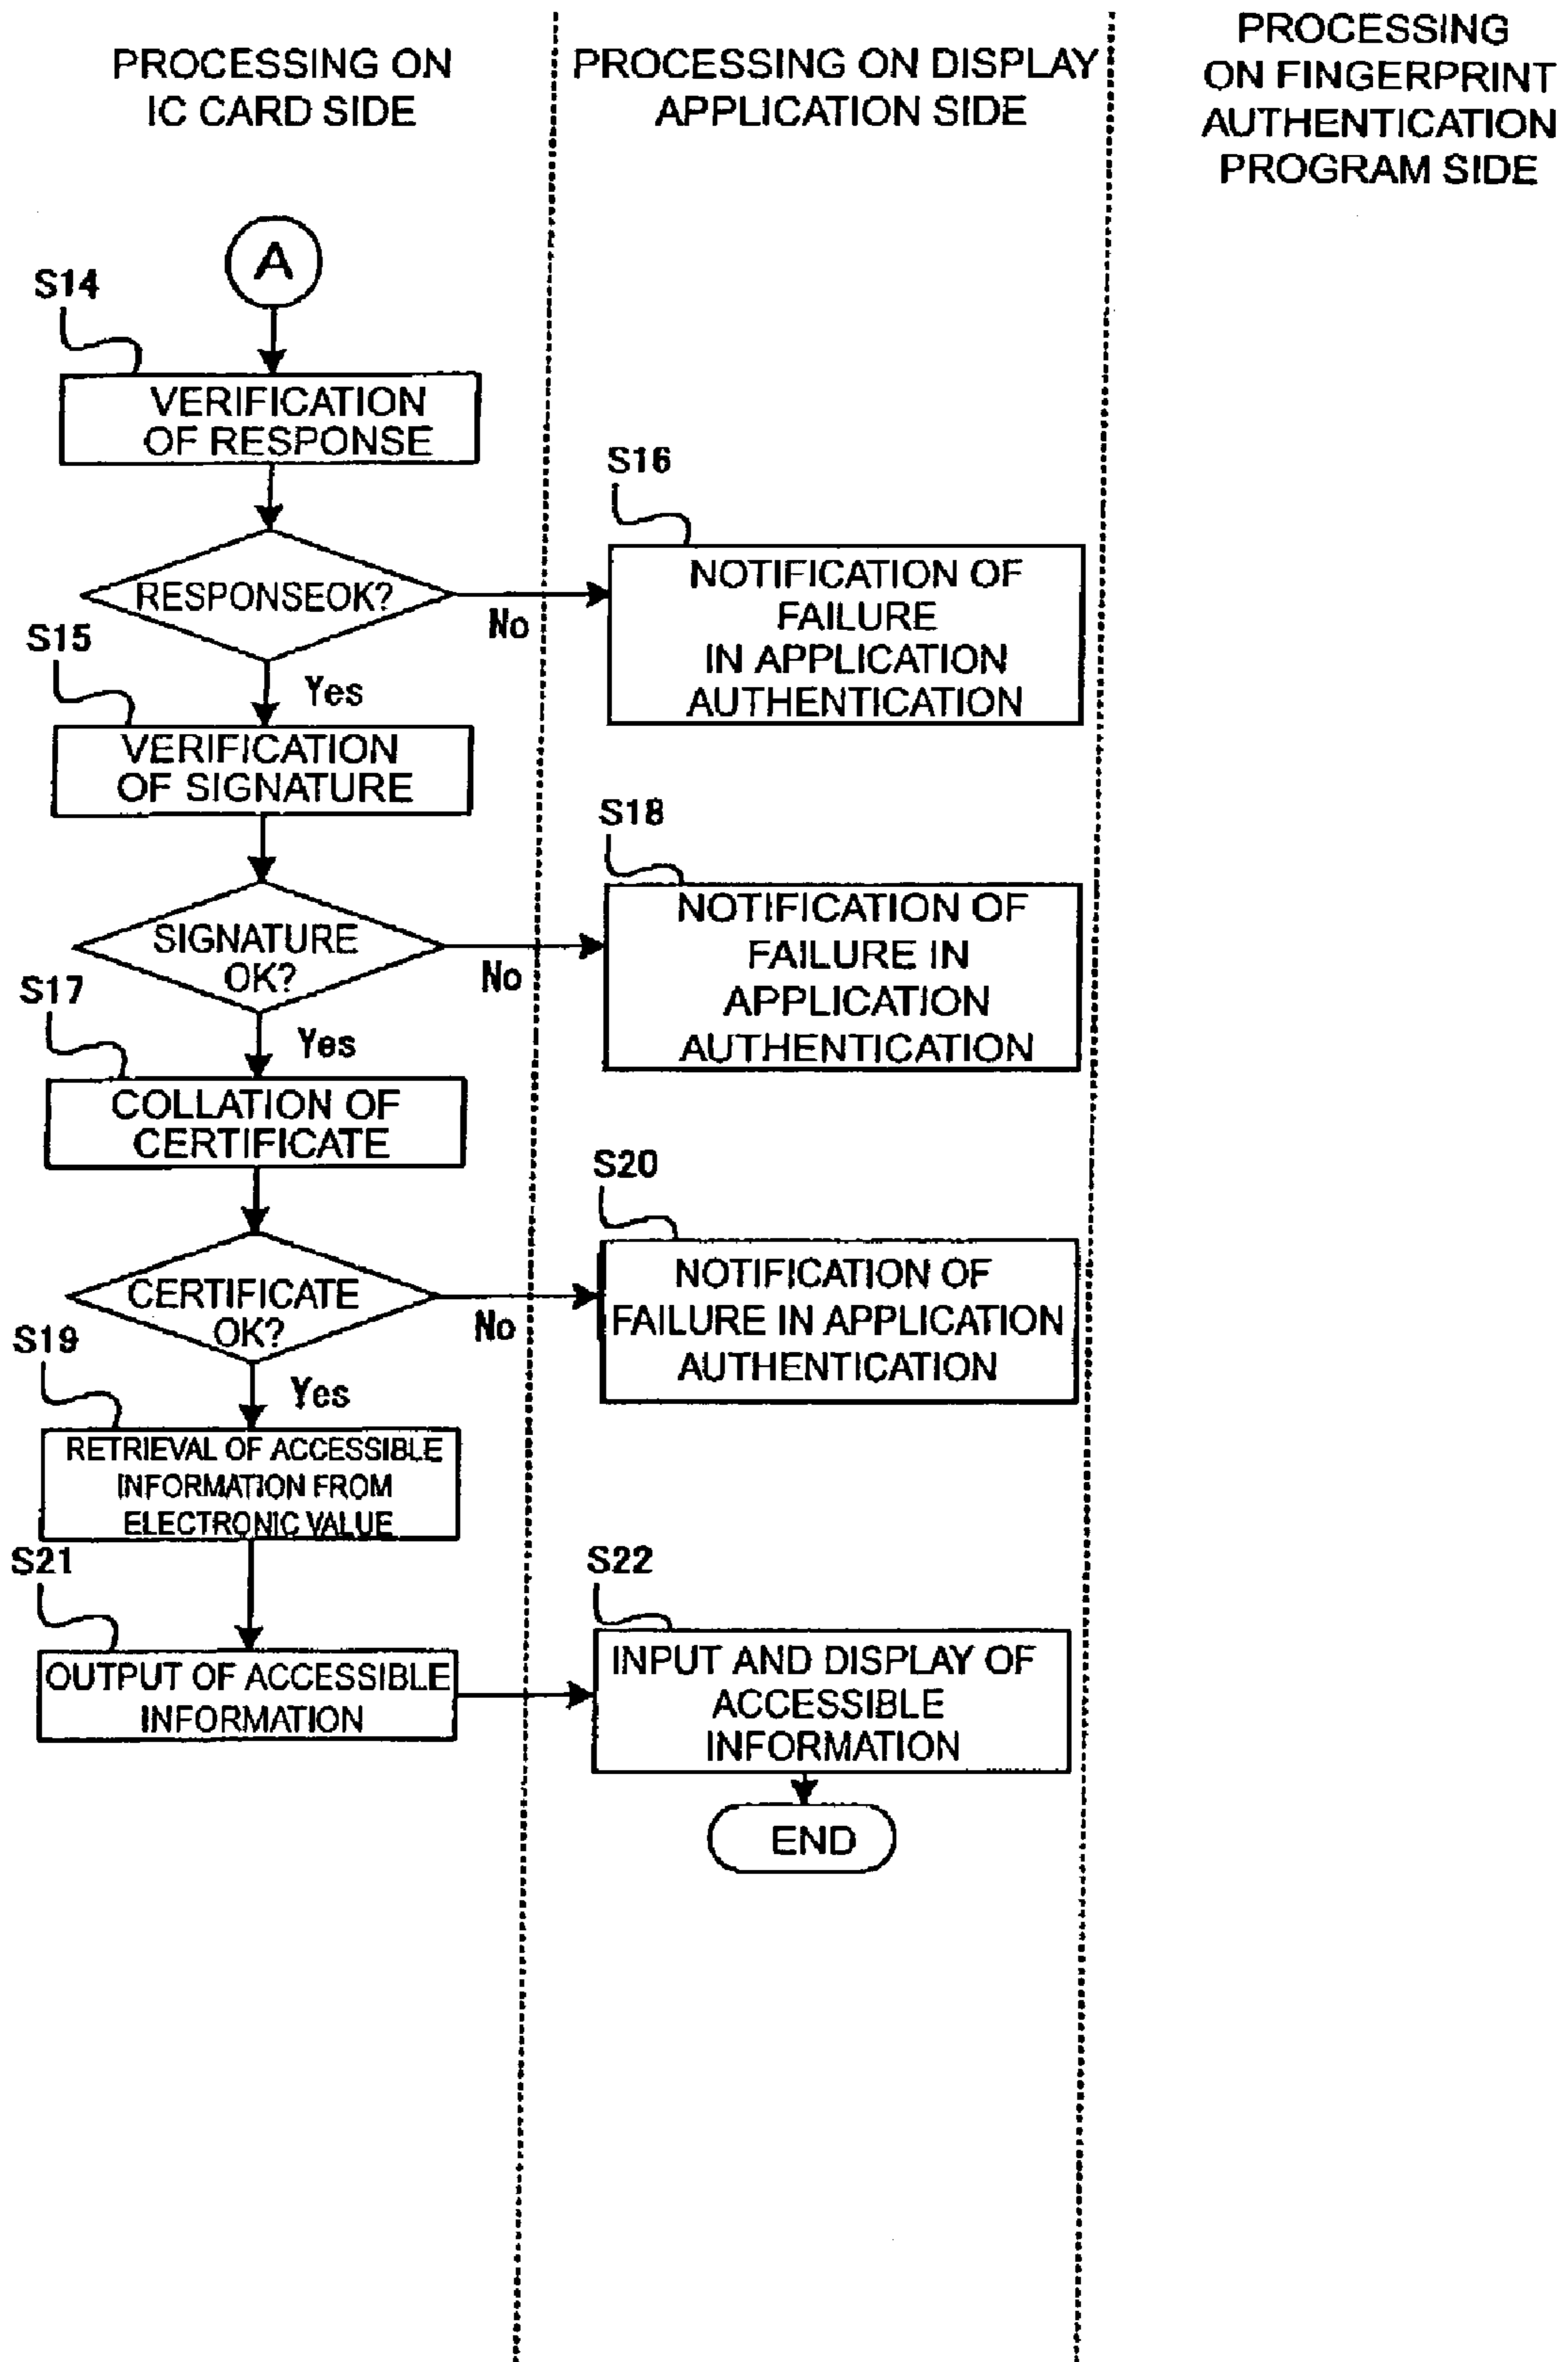 PROCESSING ON
IC CARD SIDE
PROCESSING ON DISPLAY
APPLICATION SIDE
PROCESSING
ON FINGERPRINT
AUTHENTICATION
PROGRAM SIDE
A
S14
VERIFICATION
OF RESPONSE
RESPONSEOK?
No
S16
NOTIFICATION OF
FAILURE
IN APPLICATION
AUTHENTICATION
Yes
S15
VERIFICATION
OF SIGNATURE
SIGNATURE
OK?
No
S18
NOTIFICATION OF
FAILURE IN
APPLICATION
AUTHENTICATION
Yes
S17
COLLATION OF
CERTIFICATE
CERTIFICATE
OK?
No
S20
NOTIFICATION OF
FAILURE IN APPLICATION
AUTHENTICATION
Yes
S19
RETRIEVAL OF ACCESSIBLE
INFORMATION FROM
ELECTRONIC VALUE
S21
OUTPUT OF ACCESSIBLE
INFORMATION
S22
INPUT AND DISPLAY OF
ACCESSIBLE
INFORMATION
END